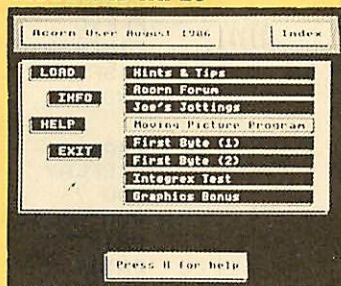 Acorn User August 1986
Index
LOAD
INFO
HELP
EXIT
Hints & Tips
Acorn Forum
Joe's Jottings
Moving Picture Program
First Byte (1)
First Byte (2)
Integrex Test
Graphics Bonus
Press H for help